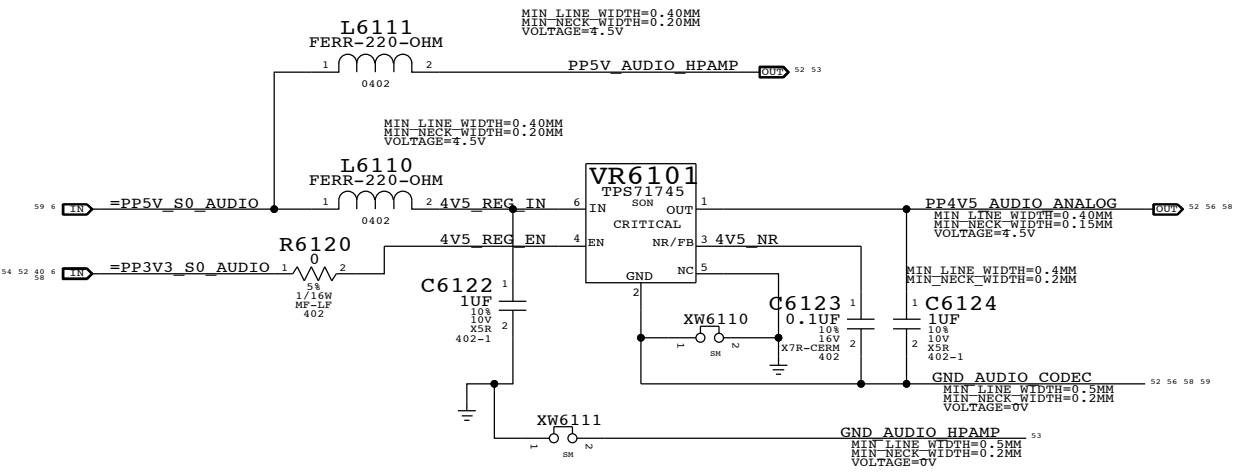 MIN_LINE_WIDTH=0.40MM
MIN_NECK_WIDTH=0.20MM
VOLTAGE=4.5V
L6111
FERR-220-OHM
1 2
0402
PP5V_AUDIO_HPAMP
OUT
52 53
MIN_LINE_WIDTH=0.40MM
MIN_NECK_WIDTH=0.20MM
VOLTAGE=4.5V
L6110
FERR-220-OHM
59 6
IN
=PP5V_S0_AUDIO
1 2
0402
4V5_REG_IN
6
VR6101
TPS71745
SON
IN
OUT
CRITICAL
EN
NR/FB
NC
GND
1
PP4V5_AUDIO_ANALOG
OUT
52 56 58
MIN_LINE_WIDTH=0.40MM
MIN_NECK_WIDTH=0.15MM
VOLTAGE=4.5V
4V5_REG_EN
4
3
4V5_NR
54 52 40 6
58
IN
=PP3V3_S0_AUDIO
R6120
0
1 2
5%
1/16W
MF-LF
402
5
2
MIN_LINE_WIDTH=0.4MM
MIN_NECK_WIDTH=0.2MM
C6122
1UF
10%
10V
X5R
402-1
1
2
XW6110
1 2
SM
C6123
0.1UF
10%
16V
X7R-CERM
402
1
2
C6124
1UF
10%
10V
X5R
402-1
1
2
GND_AUDIO_CODEC
52 56 58 59
MIN_LINE_WIDTH=0.5MM
MIN_NECK_WIDTH=0.2MM
VOLTAGE=0V
XW6111
1 2
SM
GND_AUDIO_HPAMP
53
MIN_LINE_WIDTH=0.5MM
MIN_NECK_WIDTH=0.2MM
VOLTAGE=0V